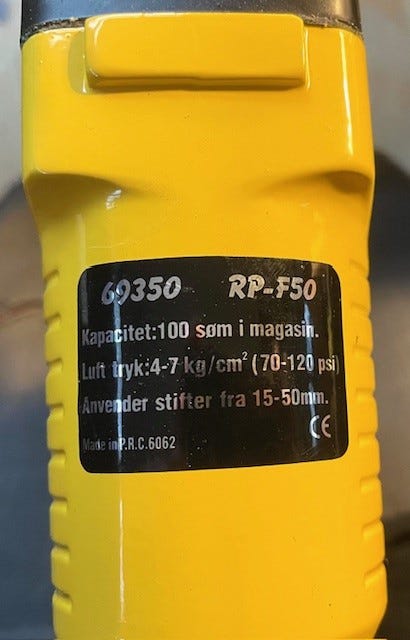 69350 RP-F50
Kapacitet:100 søm i magasin.
Luft tryk:4-7 kg/cm² (70-120 psi)
Anvender stifter fra 15-50mm.
CE
Made in P.R.C.6062